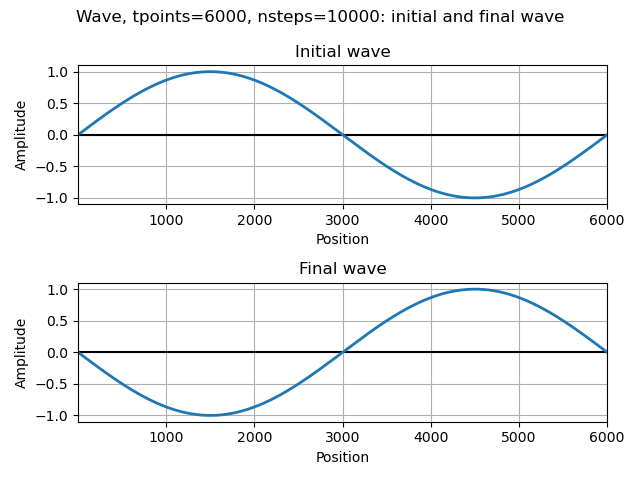 Wave, tpoints=6000, nsteps=10000: initial and final wave
Initial wave
1.0
0.5
0.0
−0.5
−1.0
Amplitude
1000 2000 3000 4000 5000 6000
Position
Final wave
1.0
0.5
0.0
−0.5
−1.0
Amplitude
1000 2000 3000 4000 5000 6000
Position